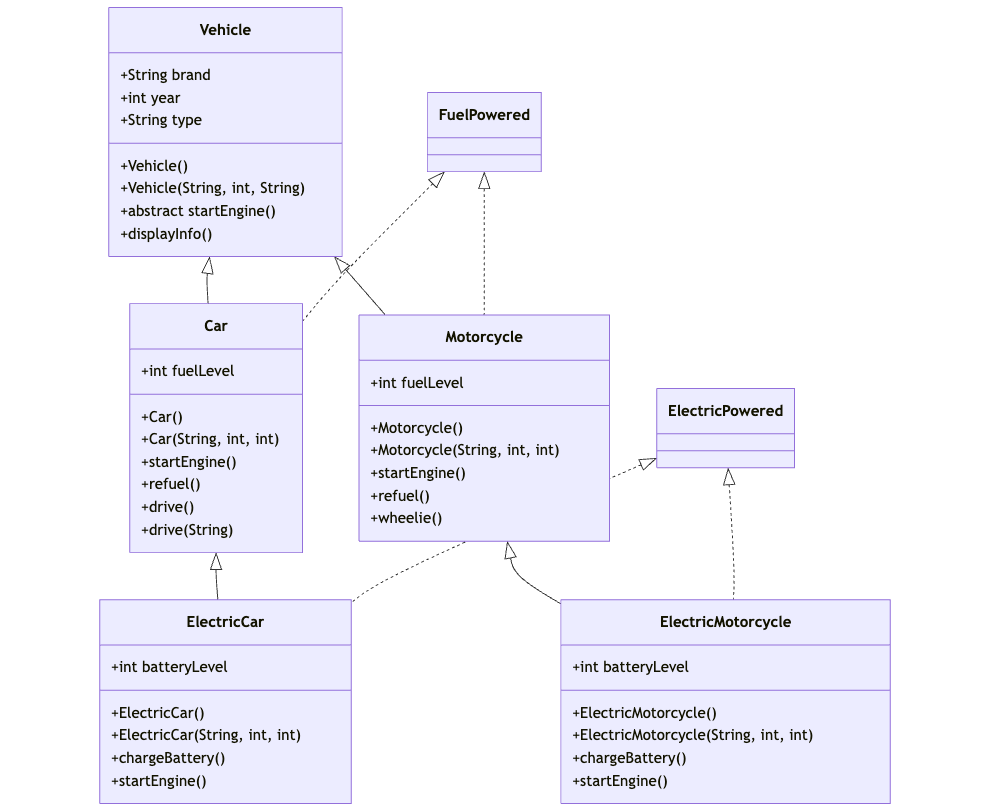 Vehicle
+String brand
+int year
+String type
+Vehicle()
+Vehicle(String, int, String)
+abstract startEngine()
+displayInfo()
FuelPowered
Car
+int fuelLevel
+Car()
+Car(String, int, int)
+startEngine()
+refuel()
+drive()
+drive(String)
Motorcycle
+int fuelLevel
+Motorcycle()
+Motorcycle(String, int, int)
+startEngine()
+refuel()
+wheelie()
ElectricPowered
ElectricCar
+int batteryLevel
+ElectricCar()
+ElectricCar(String, int, int)
+chargeBattery()
+startEngine()
ElectricMotorcycle
+int batteryLevel
+ElectricMotorcycle()
+ElectricMotorcycle(String, int, int)
+chargeBattery()
+startEngine()